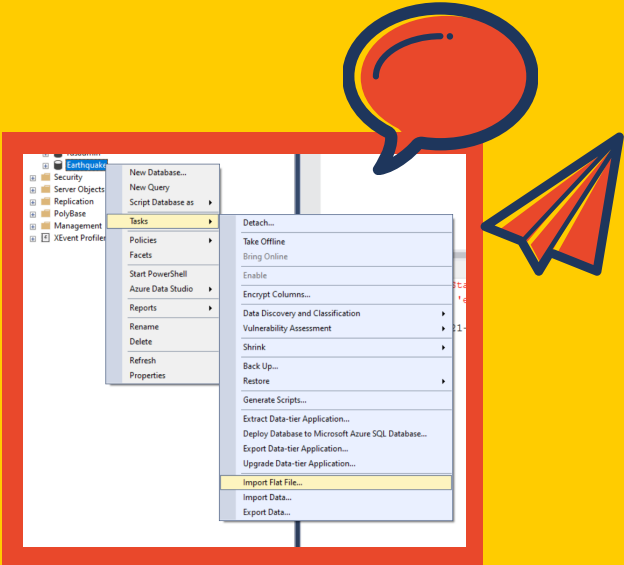 Earthquake
Security
Server Objects
Replication
PolyBase
Management
XEvent Profiler
New Database...
New Query
Script Database as
Tasks
Policies
Facets
Start PowerShell
Azure Data Studio
Reports
Rename
Delete
Refresh
Properties
Detach...
Take Offline
Bring Online
Enable
Encrypt Columns...
Data Discovery and Classification
Vulnerability Assessment
Shrink
Back Up...
Restore
Generate Scripts...
Extract Data-tier Application...
Deploy Database to Microsoft Azure SQL Database...
Export Data-tier Application...
Upgrade Data-tier Application...
Import Flat File...
Import Data...
Export Data...